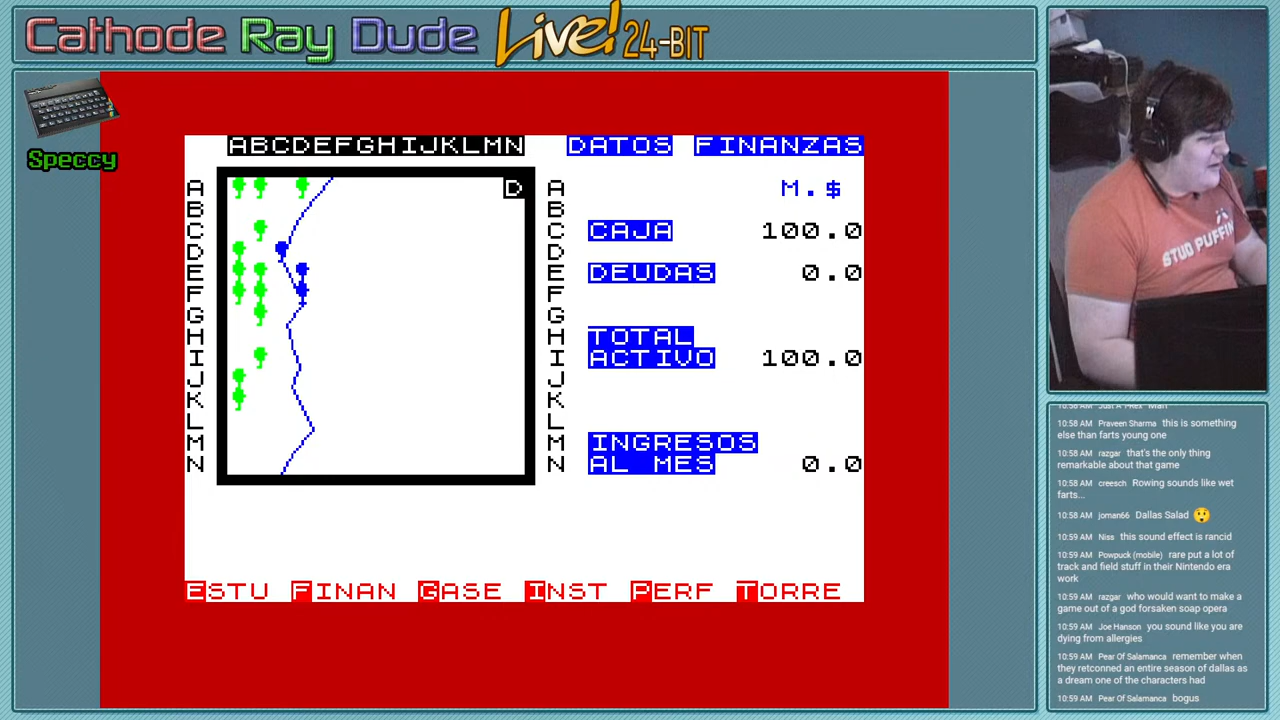 Cathode Ray Dude Live! 24-BIT
Speccy
ABCDEFGHIJKLMN DATOS FINANZAS
A D A M.$
B B
C C CAJA 100.0
D D
E E DEUDAS 0.0
F F
G G
H H TOTAL
I I ACTIVO 100.0
J J
K K
L L
M M INGRESOS
N N AL MES 0.0
ESTU FINAN GASE INST PERF TORRE
STUD PUFFIN
Praveen Sharma this is something
else than farts young one
10:58 AM razgar that's the only thing
remarkable about that game
10:58 AM creesch Rowing sounds like wet
farts...
10:58 AM joman66 Dallas Salad 😲
10:59 AM Niss this sound effect is rancid
10:59 AM Powpuck (mobile) rare put a lot of
track and field stuff in their Nintendo era
work
10:59 AM razgar who would want to make a
game out of a god forsaken soap opera
10:59 AM Joe Hanson you sound like you are
dying from allergies
10:59 AM Pear Of Salamanca remember when
they retconned an entire season of dallas as
a dream one of the characters had
10:59 AM Pear Of Salamanca bogus